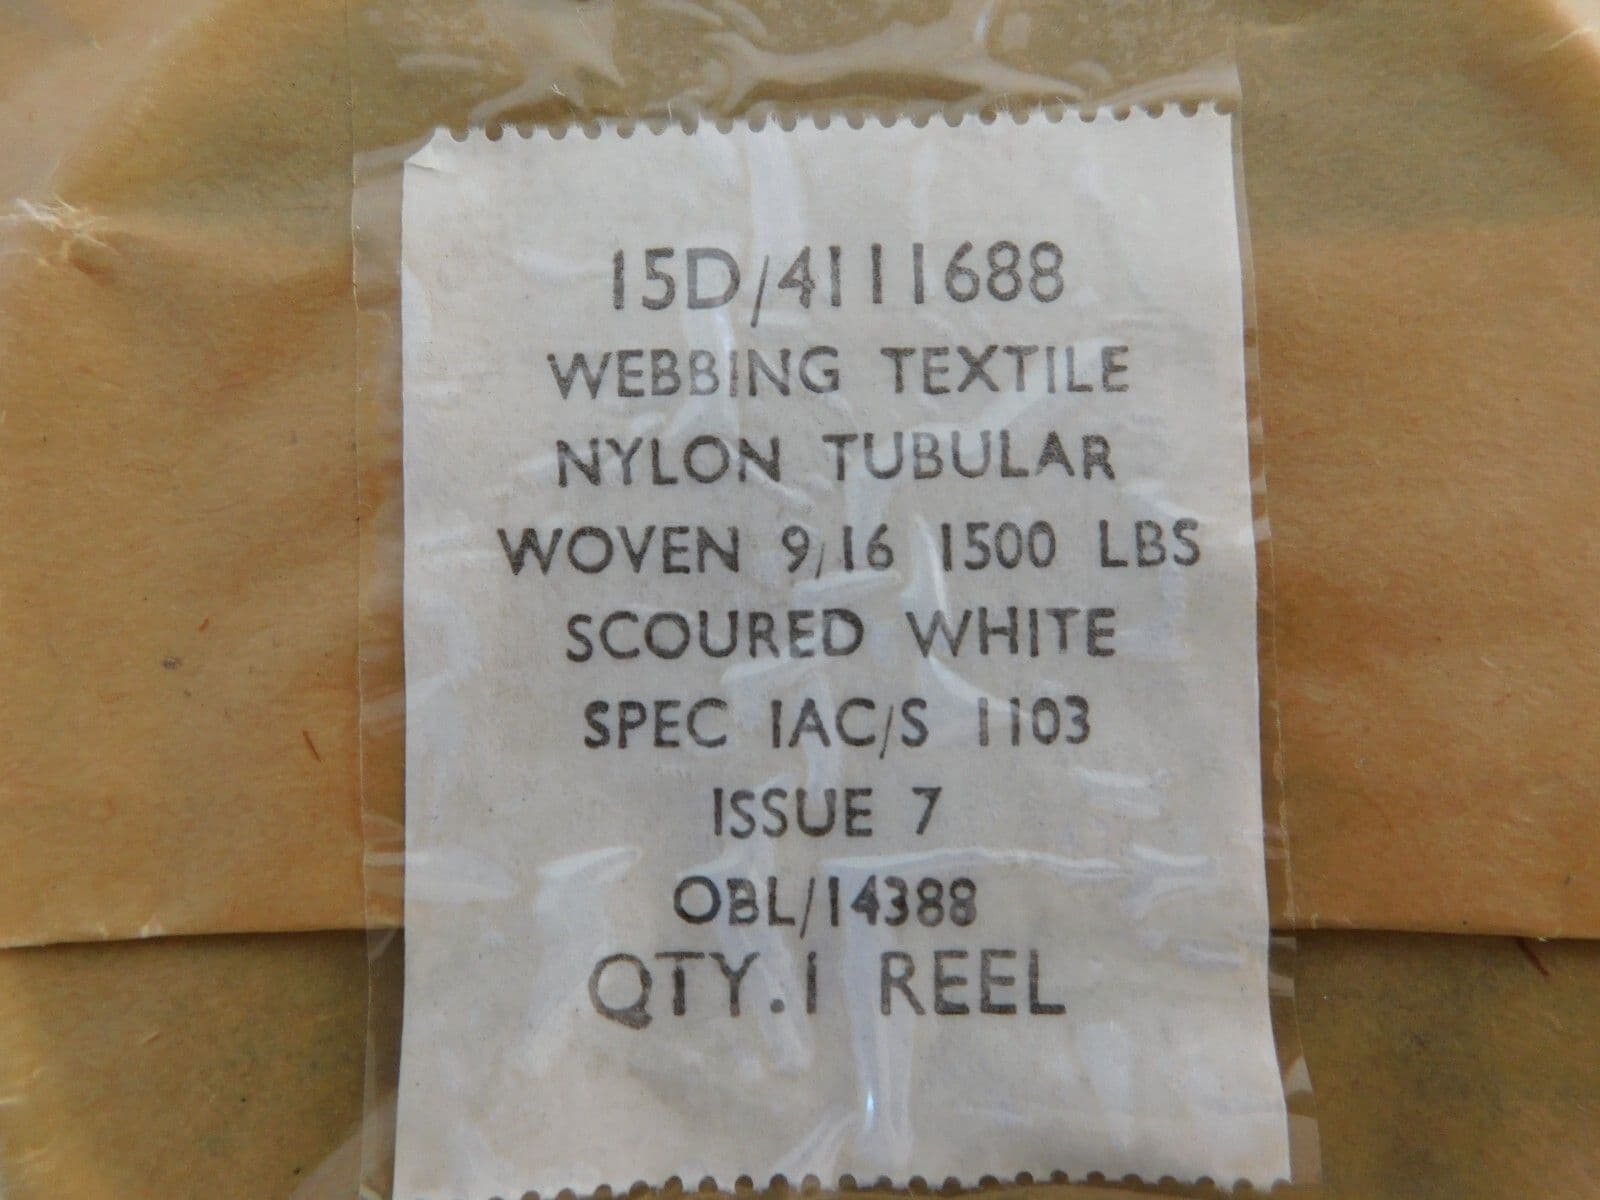 15D/4111688
WEBBING TEXTILE
NYLON TUBULAR
WOVEN 9/16 1500 LBS
SCOURED WHITE
SPEC IAC/S 1103
ISSUE 7
OBL/14388
QTY.1 REEL